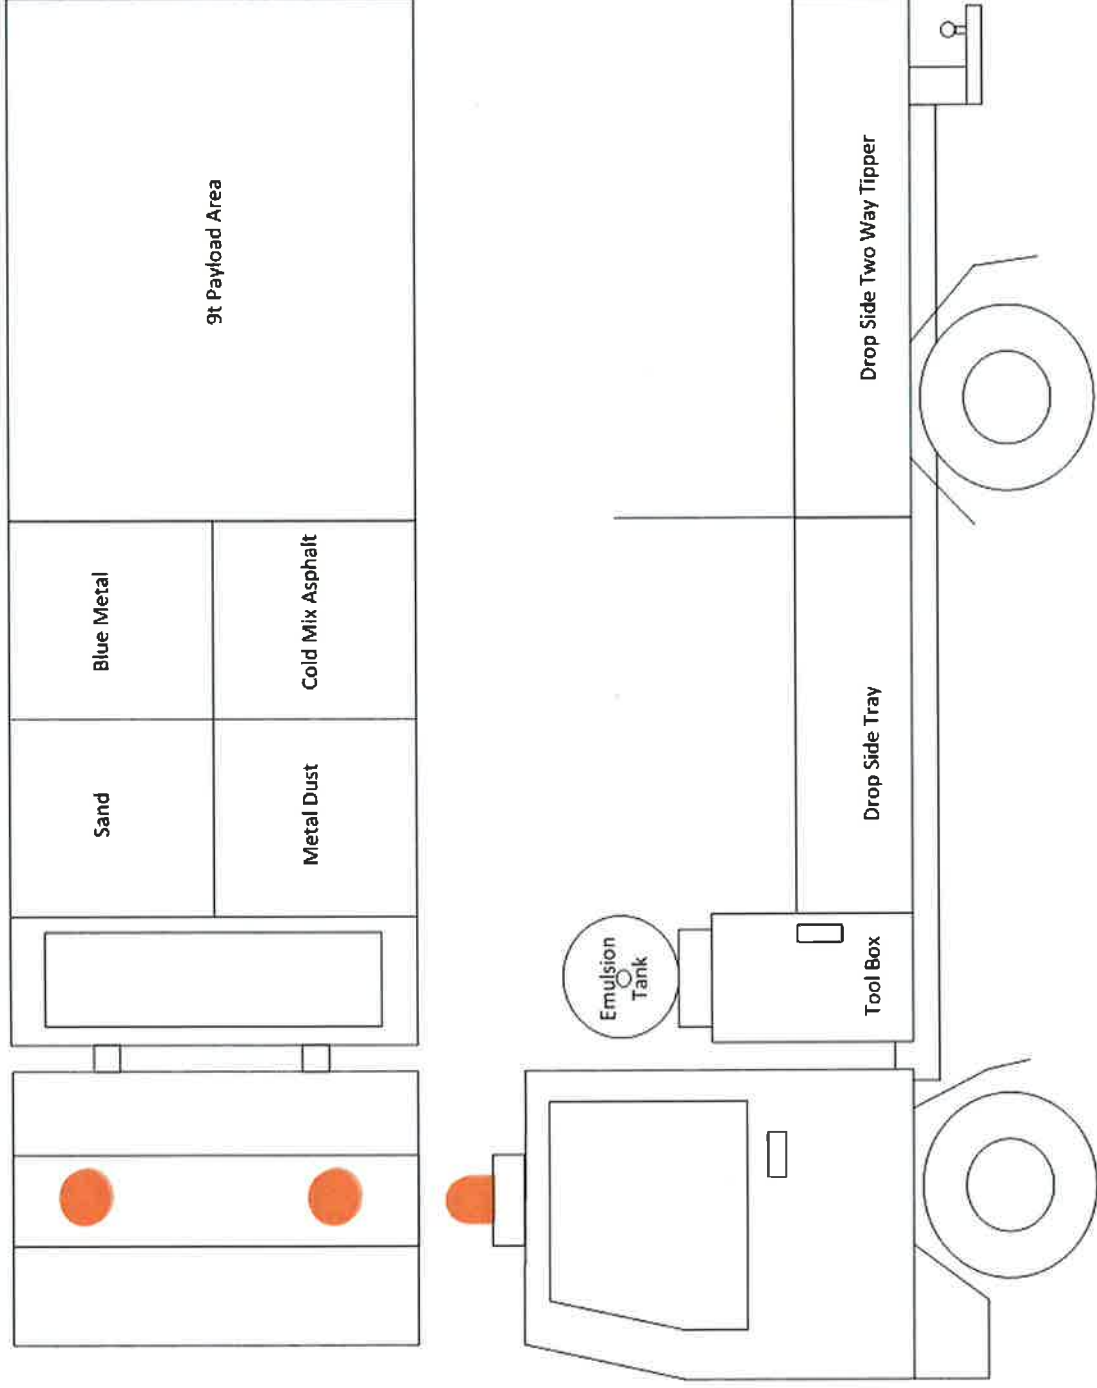 Sand
Blue Metal
9t Payload Area
Metal Dust
Cold Mix Asphalt
Emulsion
Tank
Tool Box
Drop Side Tray
Drop Side Two Way Tipper